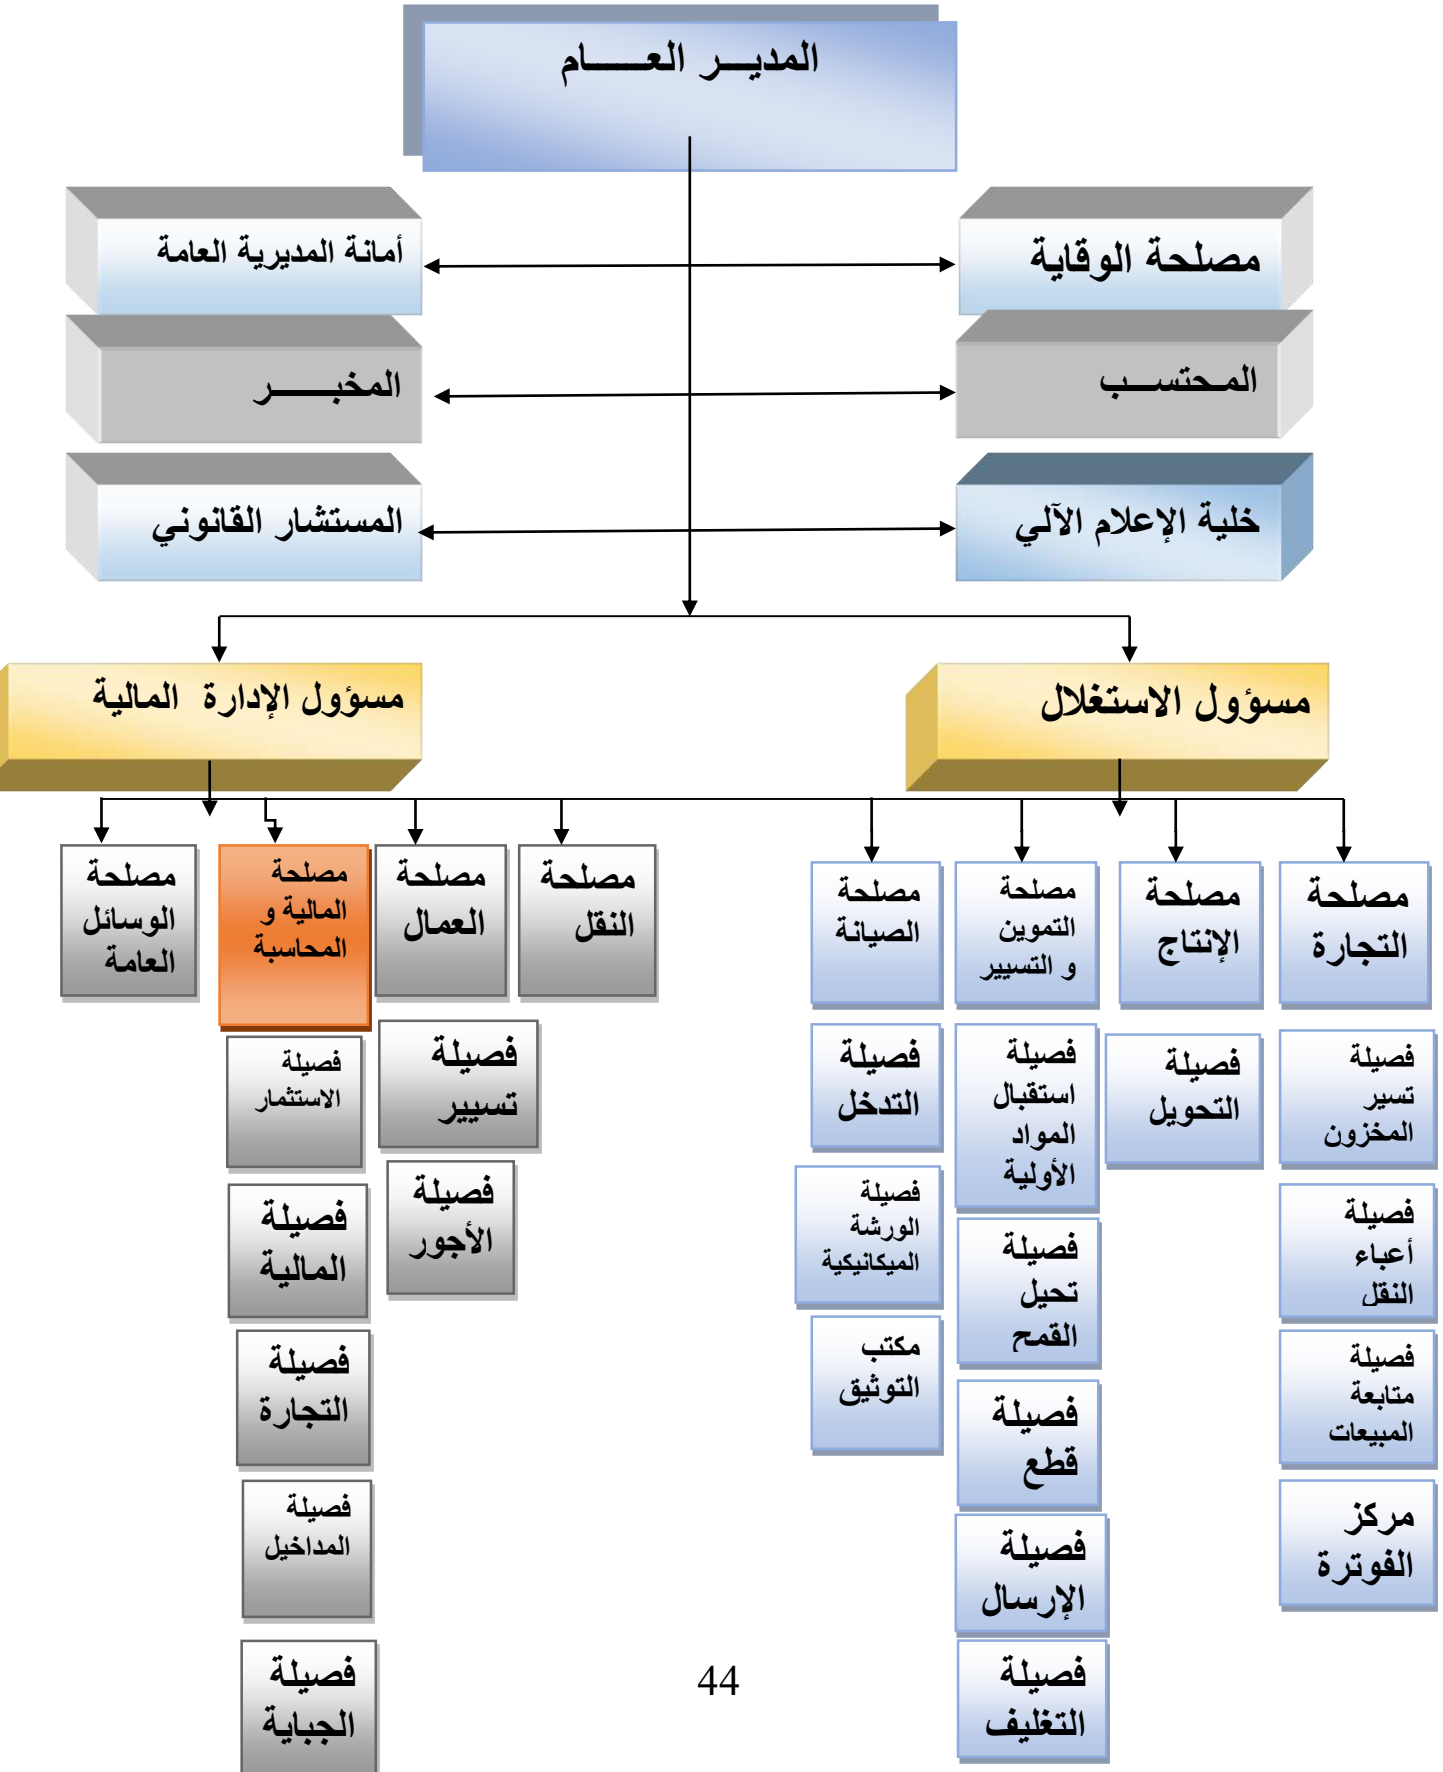 المديـــر العـــــام
مصلحة الوقاية
أمانة المديرية العامة
المـحتســـب
المخبـــــــر
خلية الإعلام الآلي
المستشار القانوني
مسؤول الاستغلال
مسؤول الإدارة المالية
مصلحة
التجارة
مصلحة
الإنتاج
مصلحة
التموين
و التسيير
مصلحة
الصيانة
مصلحة
النقل
مصلحة
العمال
مصلحة
المالية و
المحاسبة
مصلحة
الوسائل
العامة
فصيلة
تسير
المخزون
فصيلة
أعباء
النقل
فصيلة
متابعة
المبيعات
مركز
الفوترة
فصيلة
التحويل
فصيلة
استقبال
المواد
الأولية
فصيلة
تحيل
القمح
فصيلة
قطع
فصيلة
الإرسال
فصيلة
التغليف
فصيلة
التدخل
فصيلة
الورشة
الميكانيكية
مكتب
التوثيق
فصيلة
تسيير
فصيلة
الأجور
فصيلة
الاستثمار
فصيلة
المالية
فصيلة
التجارة
فصيلة
المداخيل
فصيلة
الجباية
44